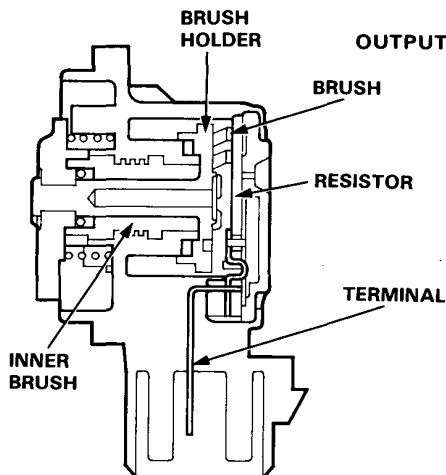 BRUSH
HOLDER
OUTPUT
BRUSH
RESISTOR
TERMINAL
INNER
BRUSH